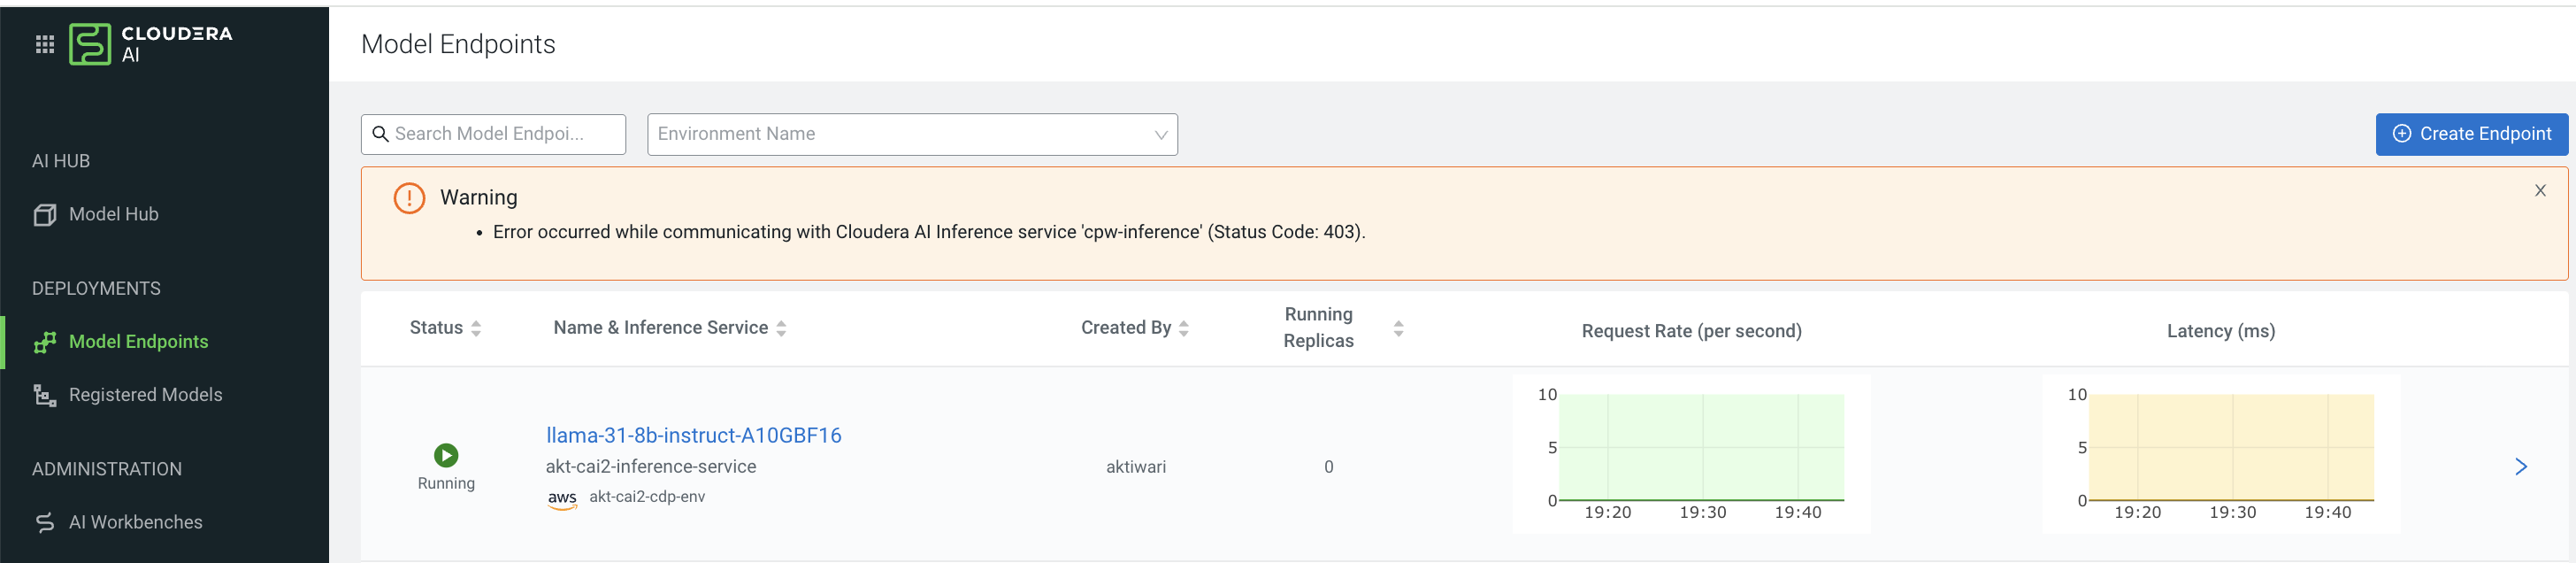 CLOUDERA
AI
Model Endpoints
Search Model Endpoi...
Environment Name
Create Endpoint
AI HUB
Model Hub
DEPLOYMENTS
Model Endpoints
Registered Models
ADMINISTRATION
AI Workbenches
Warning
• Error occurred while communicating with Cloudera AI Inference service 'cpw-inference' (Status Code: 403).
Status
Name & Inference Service
Created By
Running
Replicas
Request Rate (per second)
Latency (ms)
Running
llama-31-8b-instruct-A10GBF16
akt-cai2-inference-service
aws akt-cai2-cdp-env
aktiwari
0
10
5
0
19:20 19:30 19:40
10
5
0
19:20 19:30 19:40